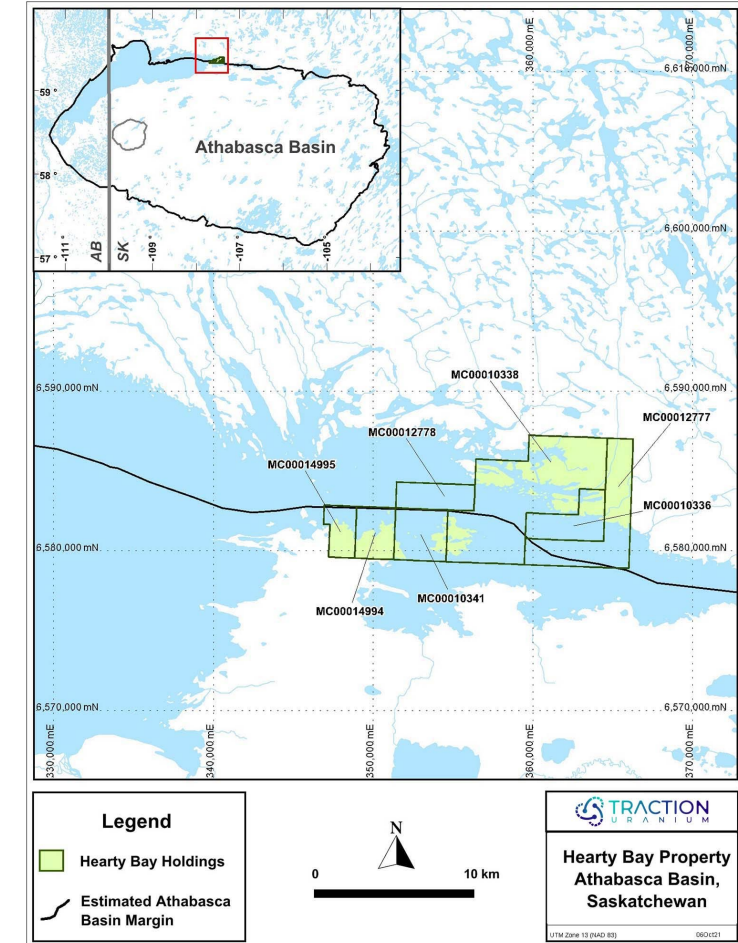 59°
58°
57°
-111°
AB
SK
-109°
-107°
-105°
Athabasca Basin
360,000 mE
370,000 mE
6,610,000 mN
6,600,000 mN
6,590,000 mN
6,590,000 mN
MC00010338
MC00012777
MC00012778
MC00014995
MC00010336
6,580,000 mN
6,580,000 mN
MC00010341
MC00014994
6,570,000 mN
6,570,000 mN
330,000 mE
340,000 mE
350,000 mE
360,000 mE
370,000 mE
Legend
Hearty Bay Holdings
Estimated Athabasca
Basin Margin
N
0 10 km
TRACTION
URANIUM
Hearty Bay Property
Athabasca Basin,
Saskatchewan
UTM Zone 13 (NAD 83) 06Oct21